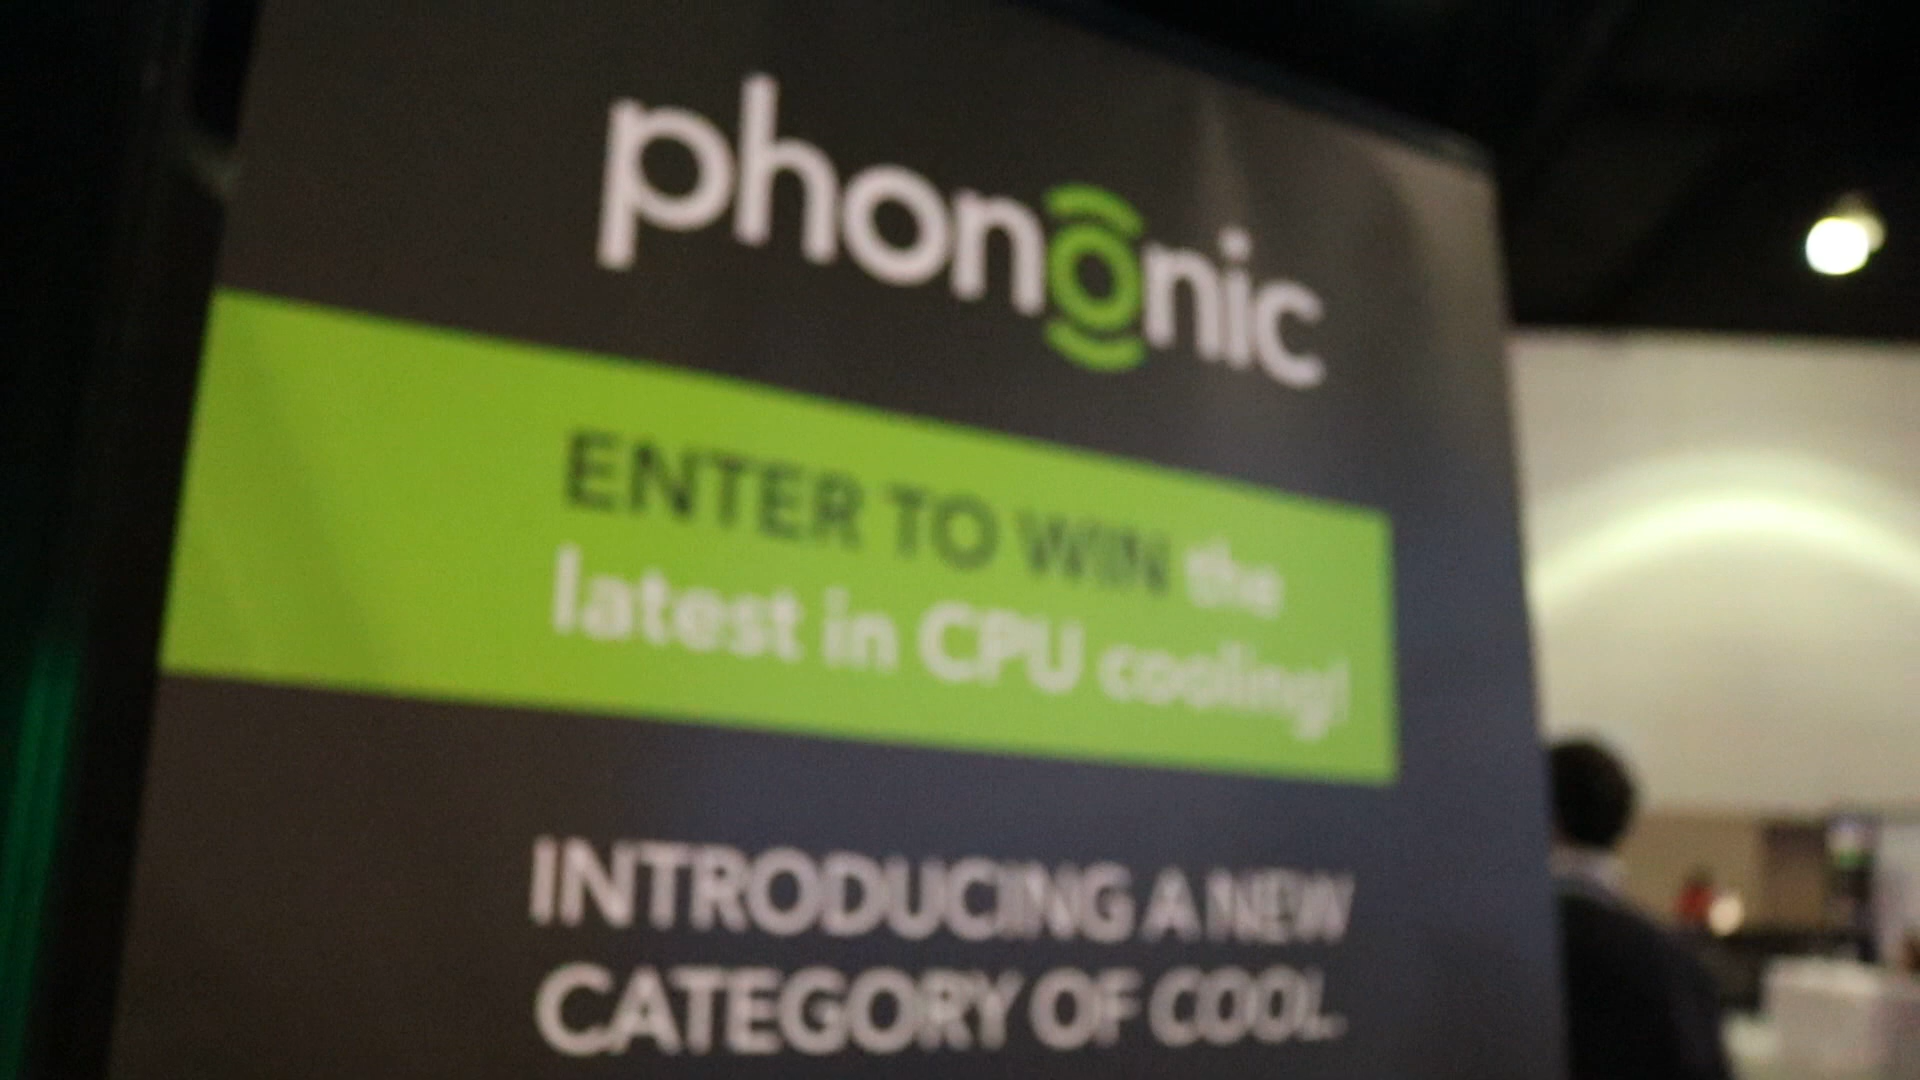 phononic
ENTER TO WIN the
latest in CPU cooling!
INTRODUCING A NEW
CATEGORY OF COOL.